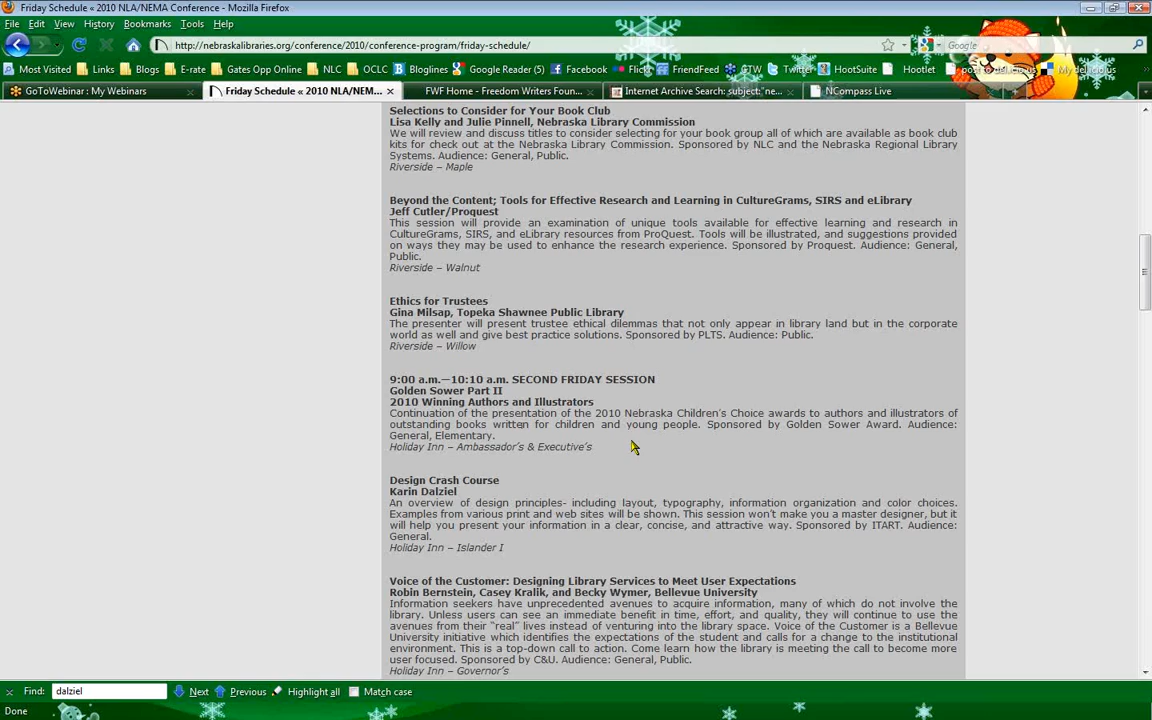 Friday Schedule « 2010 NLA/NEMA Conference - Mozilla Firefox
File Edit View History Bookmarks Tools Help
http://nebraskalibraries.org/conference/2010/conference-program/friday-schedule/
Google
Most Visited Links Blogs E-rate Gates Opp Online NLC OCLC Bloglines Google Reader (5) Facebook Flickr FriendFeed GTW Twitter HootSuite Hootlet post to del.icio.us My del.icio.us
GoToWebinar : My Webinars Friday Schedule « 2010 NLA/NEM... FWF Home - Freedom Writers Foun... Internet Archive Search: subject:"ne... NCompass Live
Selections to Consider for Your Book Club
Lisa Kelly and Julie Pinnell, Nebraska Library Commission
We will review and discuss titles to consider selecting for your book group all of which are available as book club
kits for check out at the Nebraska Library Commission. Sponsored by NLC and the Nebraska Regional Library
Systems. Audience: General, Public.
Riverside – Maple
Beyond the Content; Tools for Effective Research and Learning in CultureGrams, SIRS and eLibrary
Jeff Cutler/Proquest
This session will provide an examination of unique tools available for effective learning and research in
CultureGrams, SIRS, and eLibrary resources from ProQuest. Tools will be illustrated, and suggestions provided
on ways they may be used to enhance the research experience. Sponsored by Proquest. Audience: General,
Public.
Riverside – Walnut
Ethics for Trustees
Gina Milsap, Topeka Shawnee Public Library
The presenter will present trustee ethical dilemmas that not only appear in library land but in the corporate
world as well and give best practice solutions. Sponsored by PLTS. Audience: Public.
Riverside – Willow
9:00 a.m.—10:10 a.m. SECOND FRIDAY SESSION
Golden Sower Part II
2010 Winning Authors and Illustrators
Continuation of the presentation of the 2010 Nebraska Children's Choice awards to authors and illustrators of
outstanding books written for children and young people. Sponsored by Golden Sower Award. Audience:
General, Elementary.
Holiday Inn – Ambassador's & Executive's
Design Crash Course
Karin Dalziel
An overview of design principles- including layout, typography, information organization and color choices.
Examples from various print and web sites will be shown. This session won't make you a master designer, but it
will help you present your information in a clear, concise, and attractive way. Sponsored by ITART. Audience:
General.
Holiday Inn – Islander I
Voice of the Customer: Designing Library Services to Meet User Expectations
Robin Bernstein, Casey Kralik, and Becky Wymer, Bellevue University
Information seekers have unprecedented avenues to acquire information, many of which do not involve the
library. Unless users can see an immediate benefit in time, effort, and quality, they will continue to use the
avenues from their "real" lives instead of venturing into the library space. Voice of the Customer is a Bellevue
University initiative which identifies the expectations of the student and calls for a change to the institutional
environment. This is a top-down call to action. Come learn how the library is meeting the call to become more
user focused. Sponsored by C&U. Audience: General, Public.
Holiday Inn – Governor's
Find: dalziel Next Previous Highlight all Match case
Done